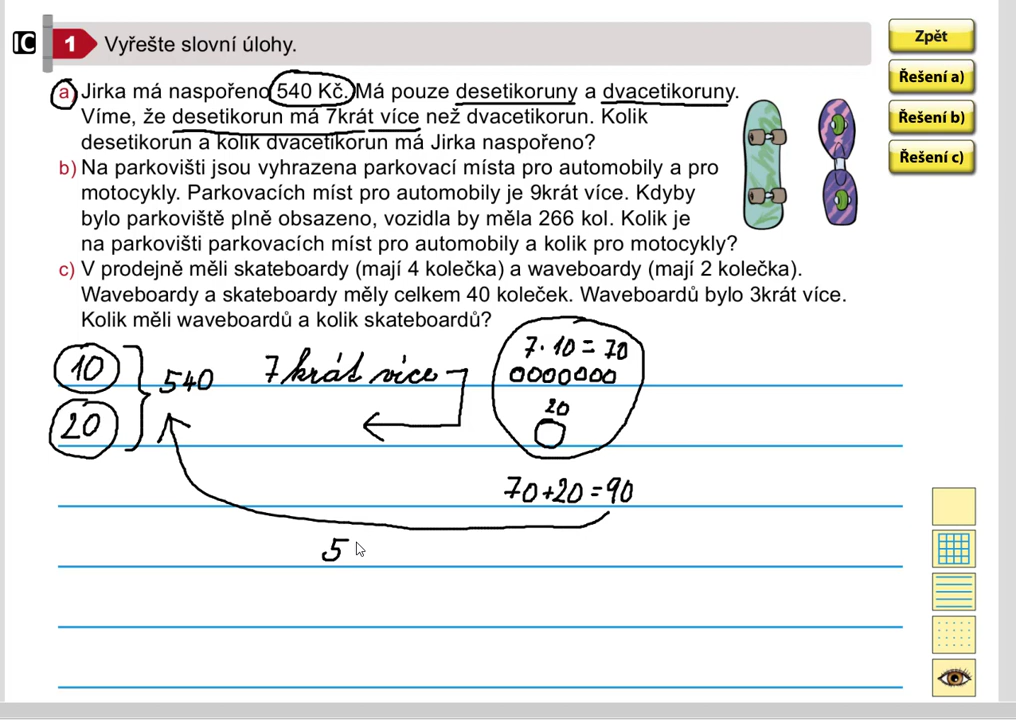 IC
1 Vyřešte slovní úlohy.
Zpět
Řešení a)
Řešení b)
Řešení c)
a) Jirka má naspořeno 540 Kč. Má pouze desetikoruny a dvacetikoruny.
Víme, že desetikorun má 7krát více než dvacetikorun. Kolik
desetikorun a kolik dvacetikorun má Jirka naspořeno?
b) Na parkovišti jsou vyhrazena parkovací místa pro automobily a pro
motocykly. Parkovacích míst pro automobily je 9krát více. Kdyby
bylo parkoviště plně obsazeno, vozidla by měla 266 kol. Kolik je
na parkovišti parkovacích míst pro automobily a kolik pro motocykly?
c) V prodejně měli skateboardy (mají 4 kolečka) a waveboardy (mají 2 kolečka).
Waveboardy a skateboardy měly celkem 40 koleček. Waveboardů bylo 3krát více.
Kolik měli waveboardů a kolik skateboardů?
10
20
540
7 krát více
7 · 10 = 70
20
70+20=90
5